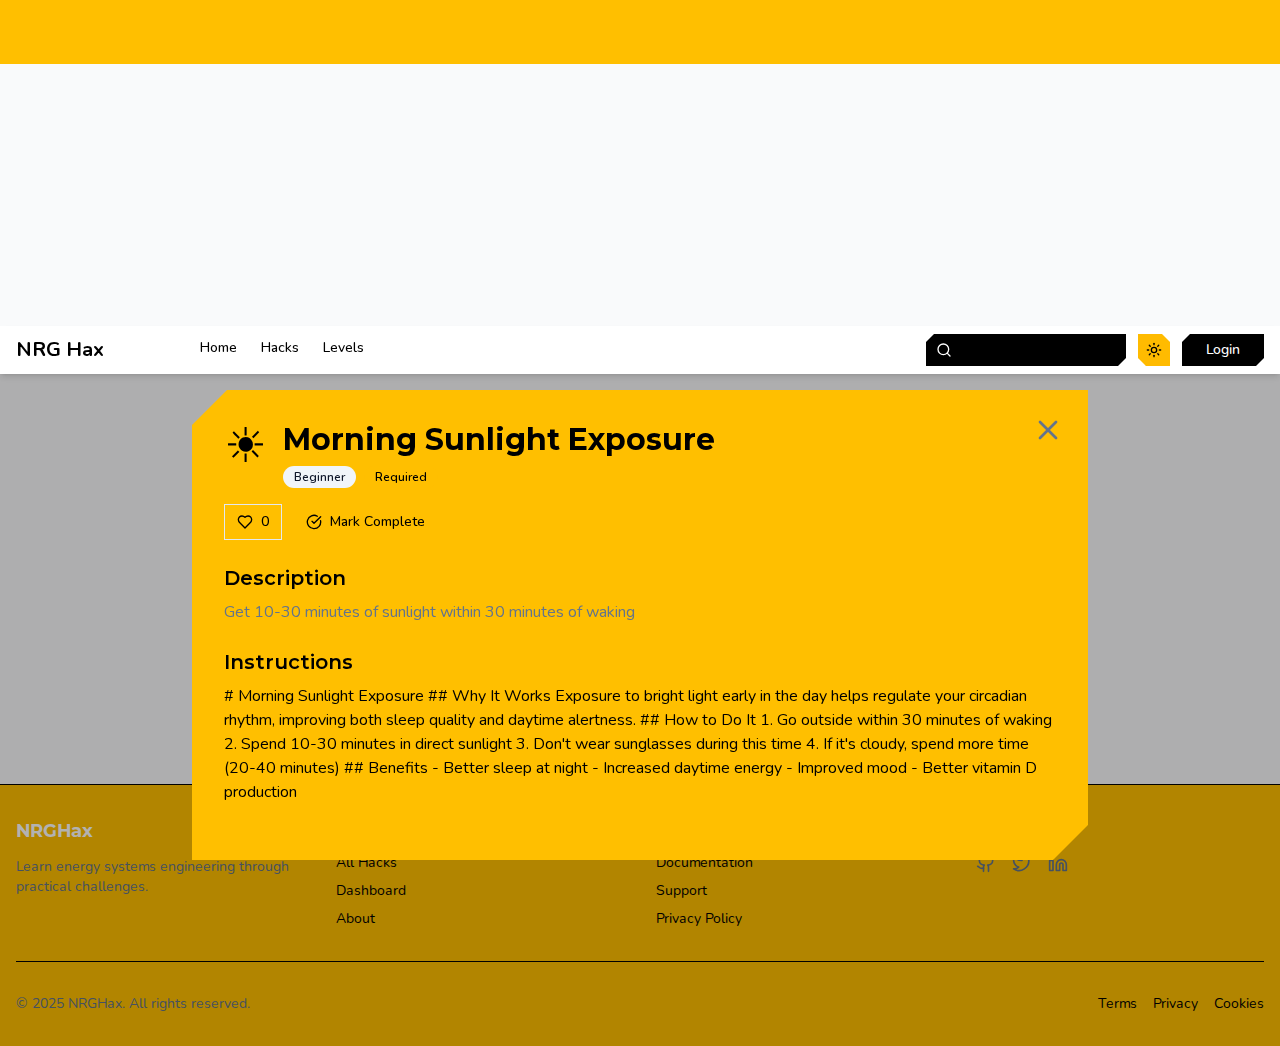 NRG Hax
Home
Hacks
Levels
Login
Morning Sunlight Exposure
Beginner
Required
0
Mark Complete
Description
Get 10-30 minutes of sunlight within 30 minutes of waking
Instructions
# Morning Sunlight Exposure ## Why It Works Exposure to bright light early in the day helps regulate your circadian
rhythm, improving both sleep quality and daytime alertness. ## How to Do It 1. Go outside within 30 minutes of waking
2. Spend 10-30 minutes in direct sunlight 3. Don't wear sunglasses during this time 4. If it's cloudy, spend more time
(20-40 minutes) ## Benefits - Better sleep at night - Increased daytime energy - Improved mood - Better vitamin D
production
NRGHax
Learn energy systems engineering through
practical challenges.
All Hacks
Dashboard
About
Documentation
Support
Privacy Policy
© 2025 NRGHax. All rights reserved.
Terms
Privacy
Cookies